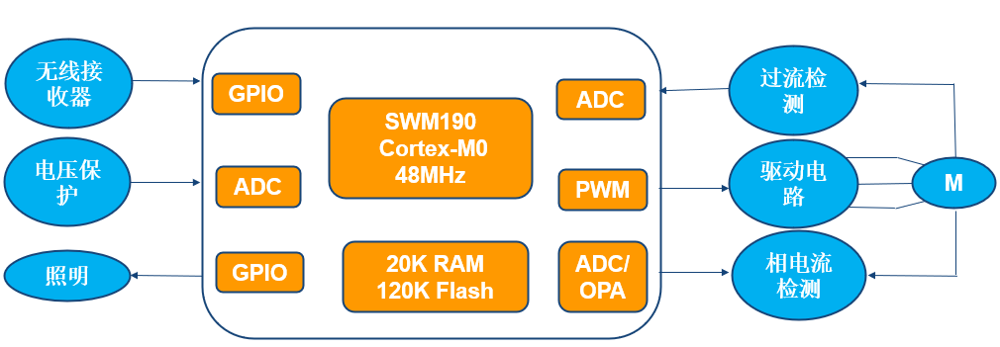 无线接
收器
电压保
护
照明
GPIO
ADC
GPIO
SWM190
Cortex-M0
48MHz
20K RAM
120K Flash
ADC
PWM
ADC/
OPA
过流检
测
驱动电
路
相电流
检测
M